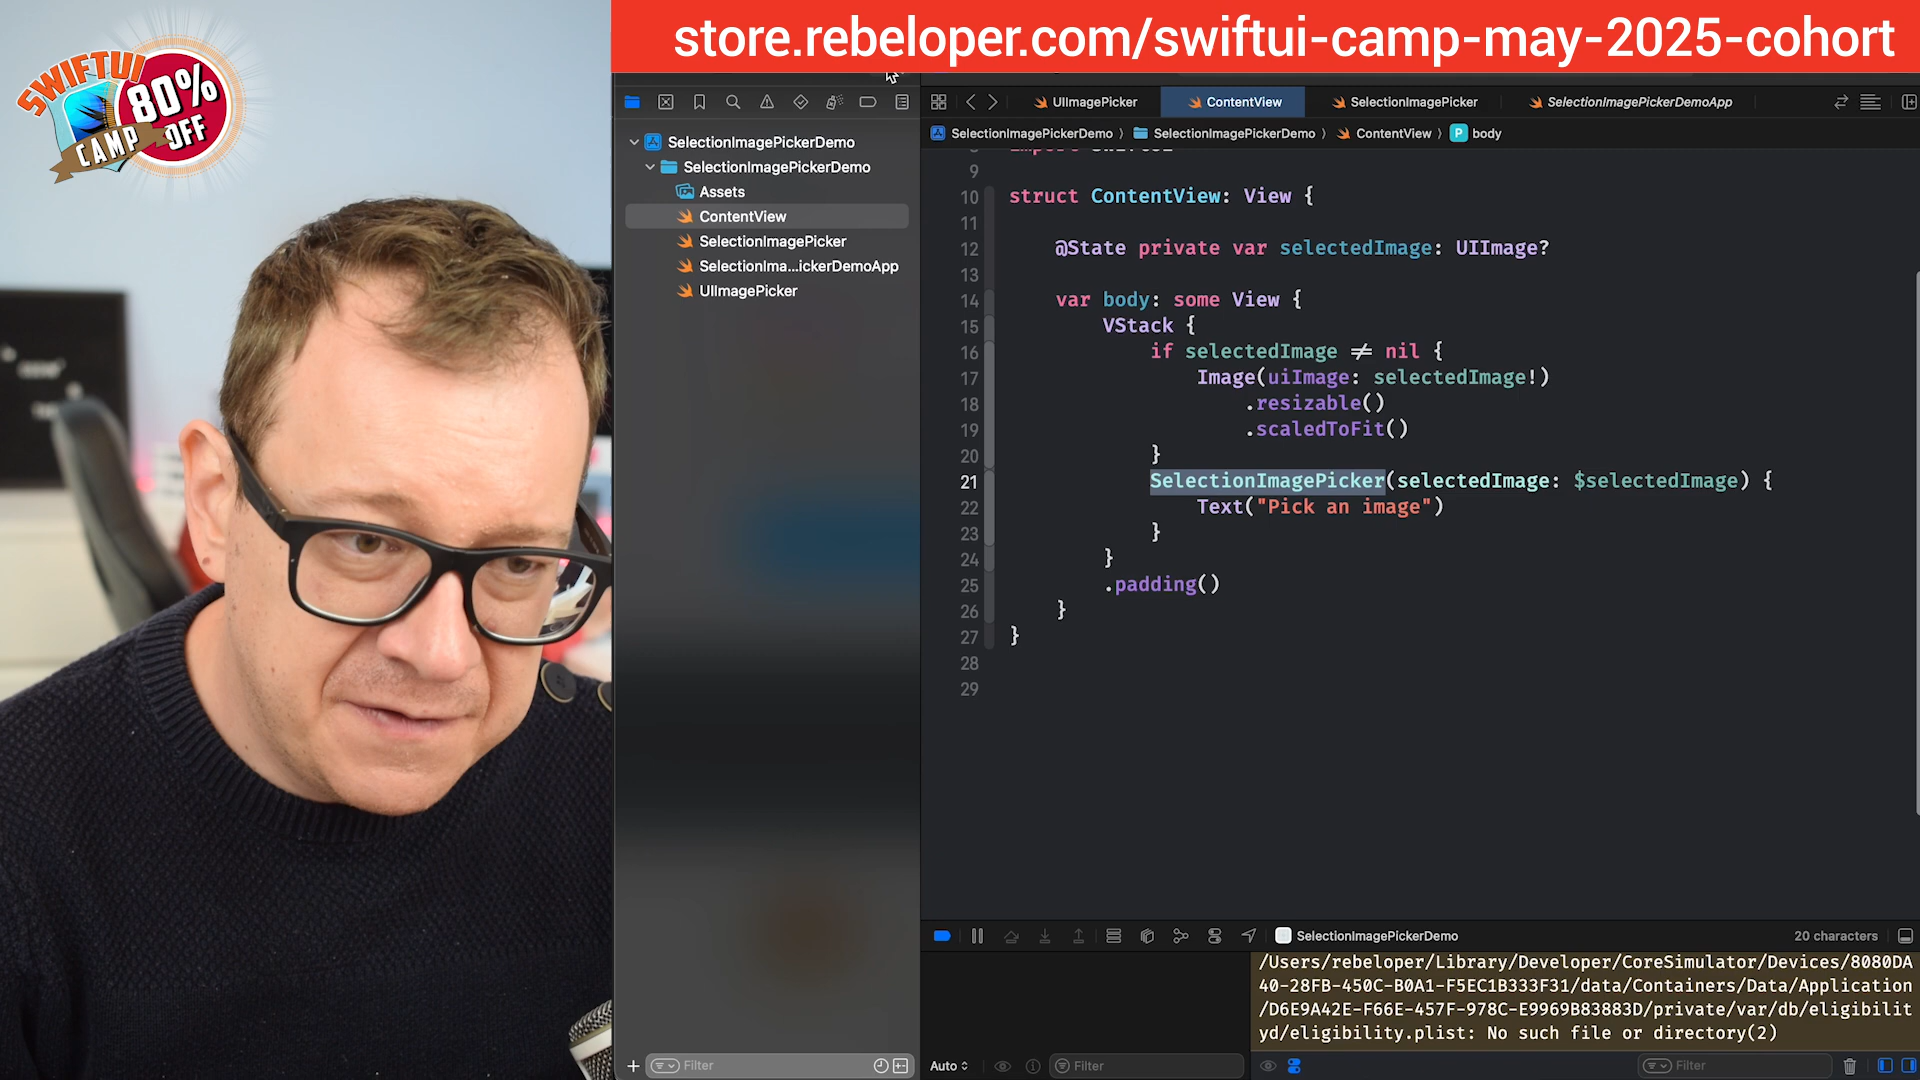 store.rebeloper.com/swiftui-camp-may-2025-cohort
SWIFTUI
CAMP
80%
OFF
UIImagePicker
ContentView
SelectionImagePicker
SelectionImagePickerDemoApp
SelectionImagePickerDemo
SelectionImagePickerDemo
ContentView
P
body
SelectionImagePickerDemo
SelectionImagePickerDemo
Assets
ContentView
SelectionImagePicker
SelectionIma...ickerDemoApp
UIImagePicker
9
10 struct ContentView: View {
11
12 @State private var selectedImage: UIImage?
13
14 var body: some View {
15 VStack {
16 if selectedImage ≠ nil {
17 Image(uiImage: selectedImage!)
18 .resizable()
19 .scaledToFit()
20 }
21 SelectionImagePicker(selectedImage: $selectedImage) {
22 Text("Pick an image")
23 }
24 }
25 .padding()
26 }
27 }
28
29
SelectionImagePickerDemo
20 characters
/Users/rebeloper/Library/Developer/CoreSimulator/Devices/8080DA
40-28FB-450C-B0A1-F5EC1B333F31/data/Containers/Data/Application
/D6E9A42E-F66E-457F-978C-E9969B83883D/private/var/db/eligibilit
yd/eligibility.plist: No such file or directory(2)
Filter
Auto
Filter
Filter